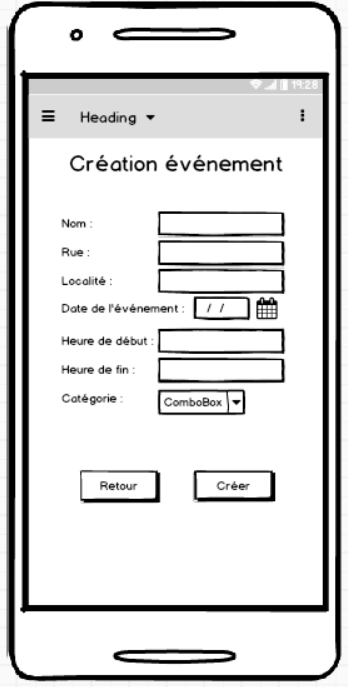 19:28
Heading
Création événement
Nom :
Rue :
Localité :
Date de l'événement : / /
Heure de début :
Heure de fin :
Catégorie : ComboBox
Retour Créer